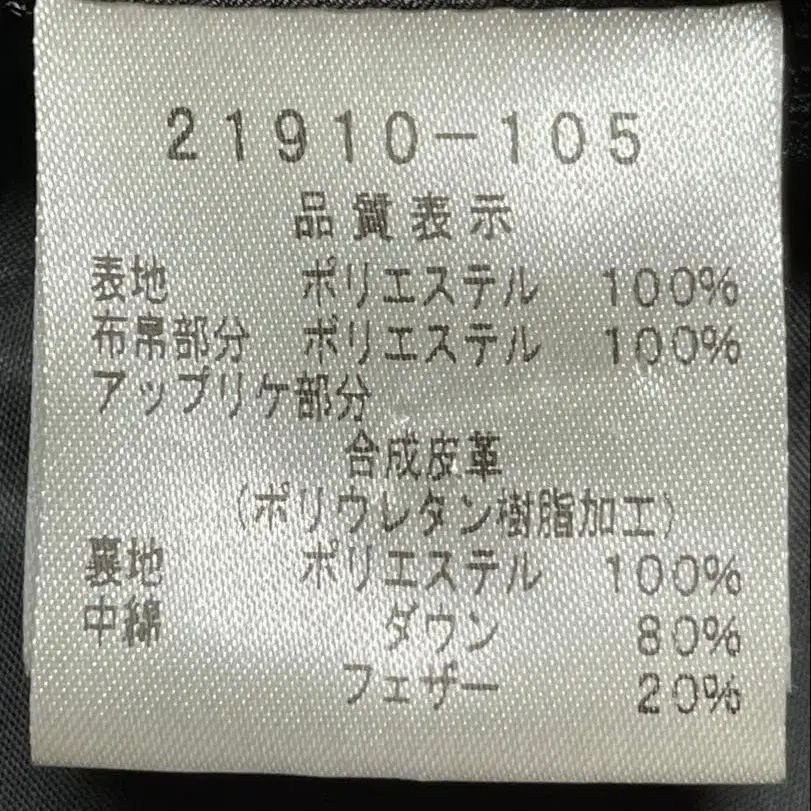 21910-105
品質表示
表地 ポリエステル 100%
布帛部分 ポリエステル 100%
アップリケ部分
合成皮革
(ポリウレタン樹脂加工)
裏地 ポリエステル 100%
中綿 ダウン 80%
フェザー 20%